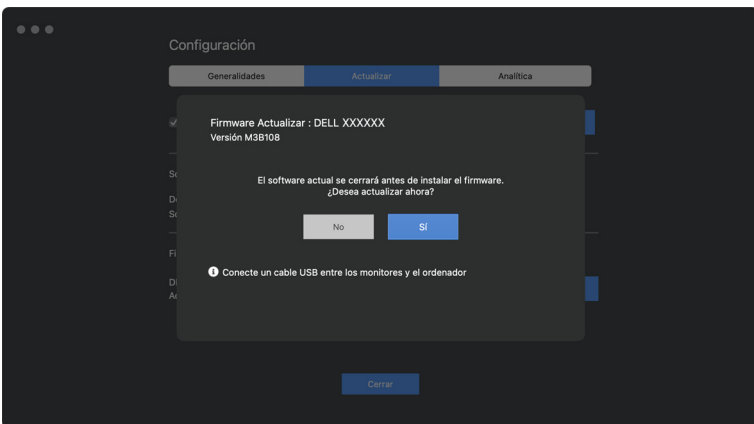 Configuración
Generalidades Actualizar Analítica
Firmware Actualizar : DELL XXXXXX
Versión M3B108
El software actual se cerrará antes de instalar el firmware.
¿Desea actualizar ahora?
No Sí
Conecte un cable USB entre los monitores y el ordenador
Cerrar